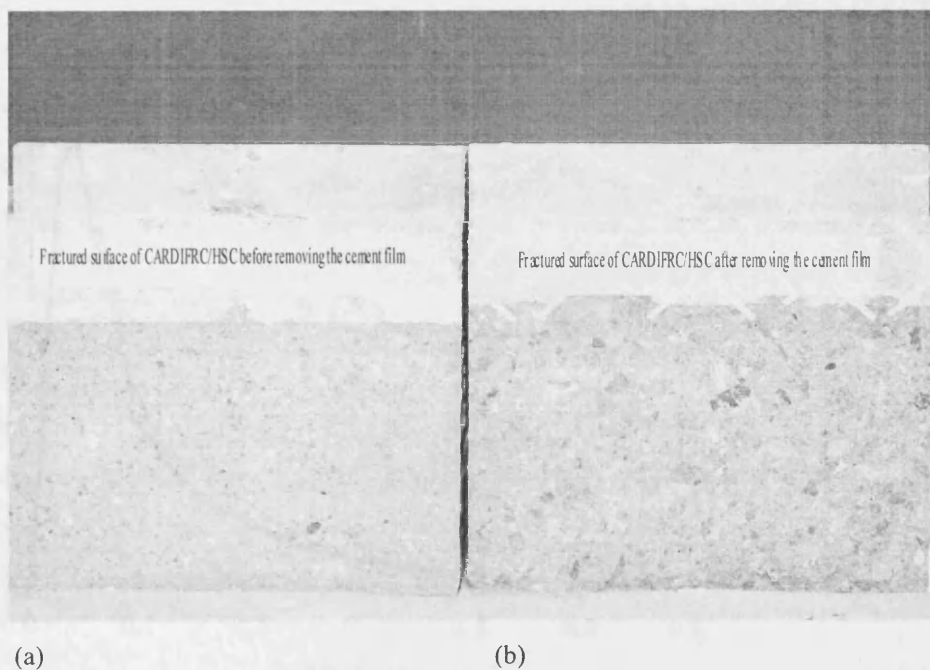 Fractured surface of CARDIFRC/HSC before removing the cement film
Fractured surface of CARDIFRC/HSC after removing the cement film
(a)
(b)